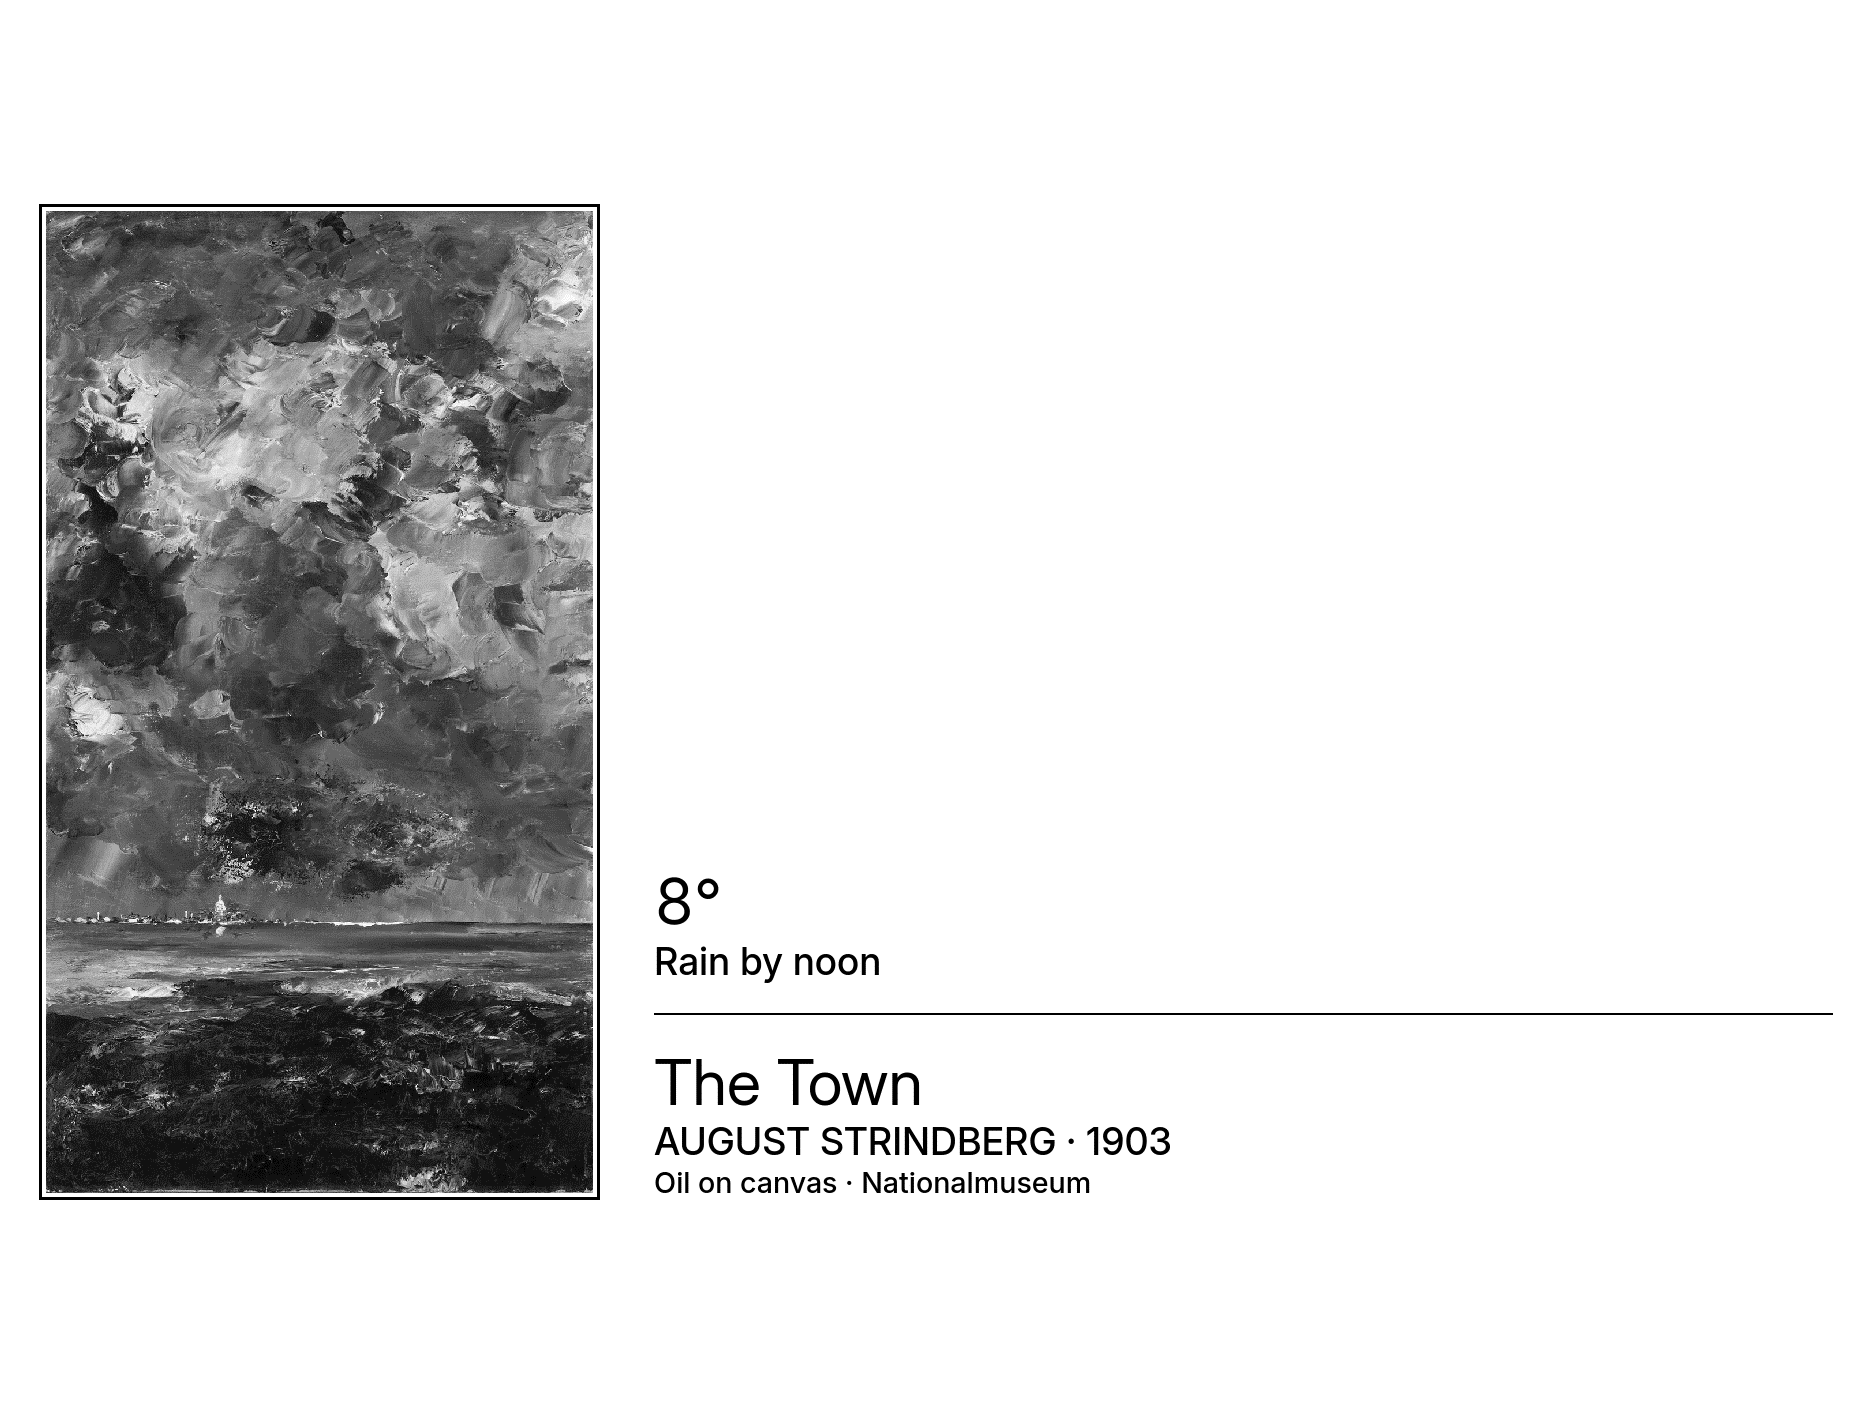 8°
Rain by noon
The Town
AUGUST STRINDBERG · 1903
Oil on canvas · Nationalmuseum